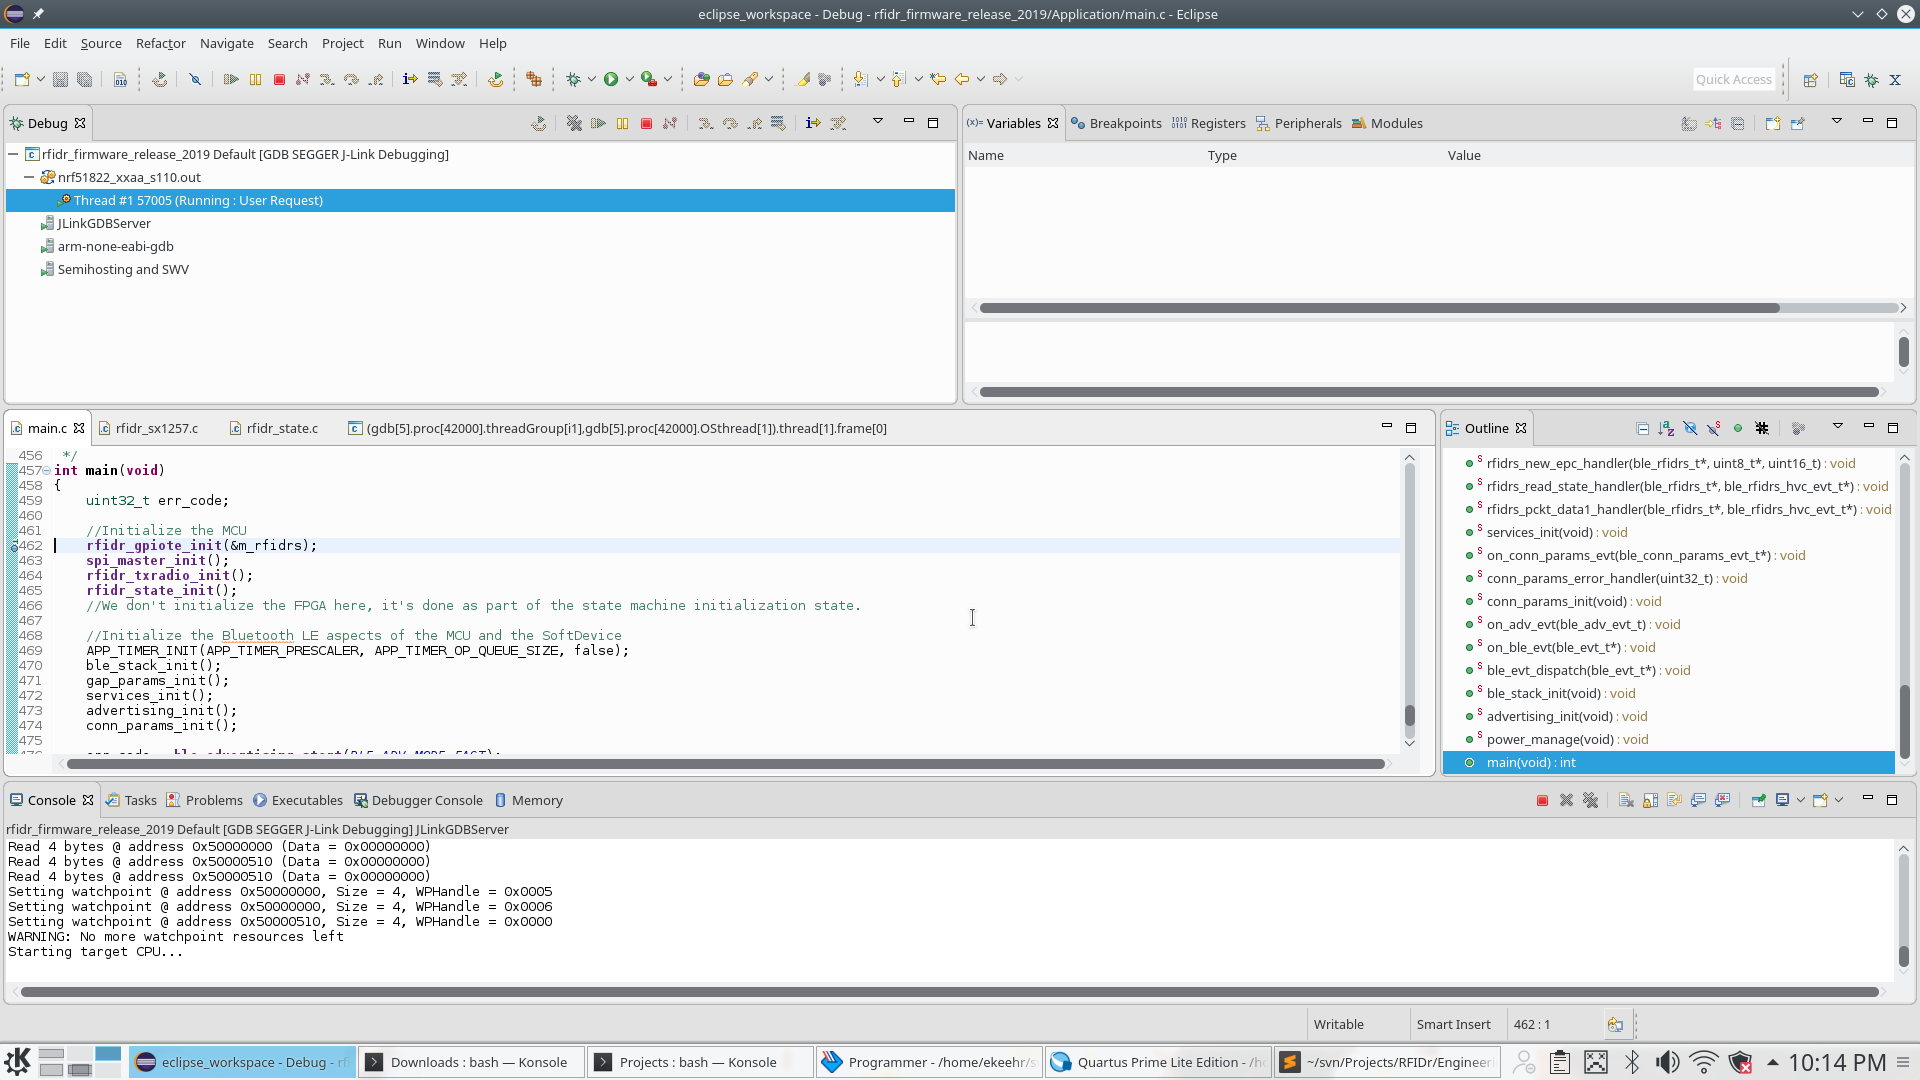 eclipse_workspace - Debug - rfidr_firmware_release_2019/Application/main.c - Eclipse
File Edit Source Refactor Navigate Search Project Run Window Help
Quick Access
Debug
rfidr_firmware_release_2019 Default [GDB SEGGER J-Link Debugging]
nrf51822_xxaa_s110.out
Thread #1 57005 (Running : User Request)
JLinkGDBServer
arm-none-eabi-gdb
Semihosting and SWV
(x)= Variables Breakpoints Registers Peripherals Modules
Name Type Value
main.c rfidr_sx1257.c rfidr_state.c (gdb[5].proc[42000].threadGroup[i1],gdb[5].proc[42000].OSthread[1]).thread[1].frame[0]
456 */
457 int main(void)
458 {
459 uint32_t err_code;
460
461 //Initialize the MCU
462 rfidr_gpiote_init(&m_rfidrs);
463 spi_master_init();
464 rfidr_txradio_init();
465 rfidr_state_init();
466 //We don't initialize the FPGA here, it's done as part of the state machine initialization state.
467
468 //Initialize the Bluetooth LE aspects of the MCU and the SoftDevice
469 APP_TIMER_INIT(APP_TIMER_PRESCALER, APP_TIMER_OP_QUEUE_SIZE, false);
470 ble_stack_init();
471 gap_params_init();
472 services_init();
473 advertising_init();
474 conn_params_init();
475
Outline
rfidrs_new_epc_handler(ble_rfidrs_t*, uint8_t*, uint16_t) : void
rfidrs_read_state_handler(ble_rfidrs_t*, ble_rfidrs_hvc_evt_t*) : void
rfidrs_pckt_data1_handler(ble_rfidrs_t*, ble_rfidrs_hvc_evt_t*) : void
services_init(void) : void
on_conn_params_evt(ble_conn_params_evt_t*) : void
conn_params_error_handler(uint32_t) : void
conn_params_init(void) : void
on_adv_evt(ble_adv_evt_t) : void
on_ble_evt(ble_evt_t*) : void
ble_evt_dispatch(ble_evt_t*) : void
ble_stack_init(void) : void
advertising_init(void) : void
power_manage(void) : void
main(void) : int
Console Tasks Problems Executables Debugger Console Memory
rfidr_firmware_release_2019 Default [GDB SEGGER J-Link Debugging] JLinkGDBServer
Read 4 bytes @ address 0x50000000 (Data = 0x00000000)
Read 4 bytes @ address 0x50000510 (Data = 0x00000000)
Read 4 bytes @ address 0x50000510 (Data = 0x00000000)
Setting watchpoint @ address 0x50000000, Size = 4, WPHandle = 0x0005
Setting watchpoint @ address 0x50000000, Size = 4, WPHandle = 0x0006
Setting watchpoint @ address 0x50000510, Size = 4, WPHandle = 0x0000
WARNING: No more watchpoint resources left
Starting target CPU...
Writable Smart Insert 462 : 1
eclipse_workspace - Debug - rf Downloads : bash — Konsole Projects : bash — Konsole Programmer - /home/ekeehr/s Quartus Prime Lite Edition - /h ~/svn/Projects/RFIDr/Engineeri 10:14 PM